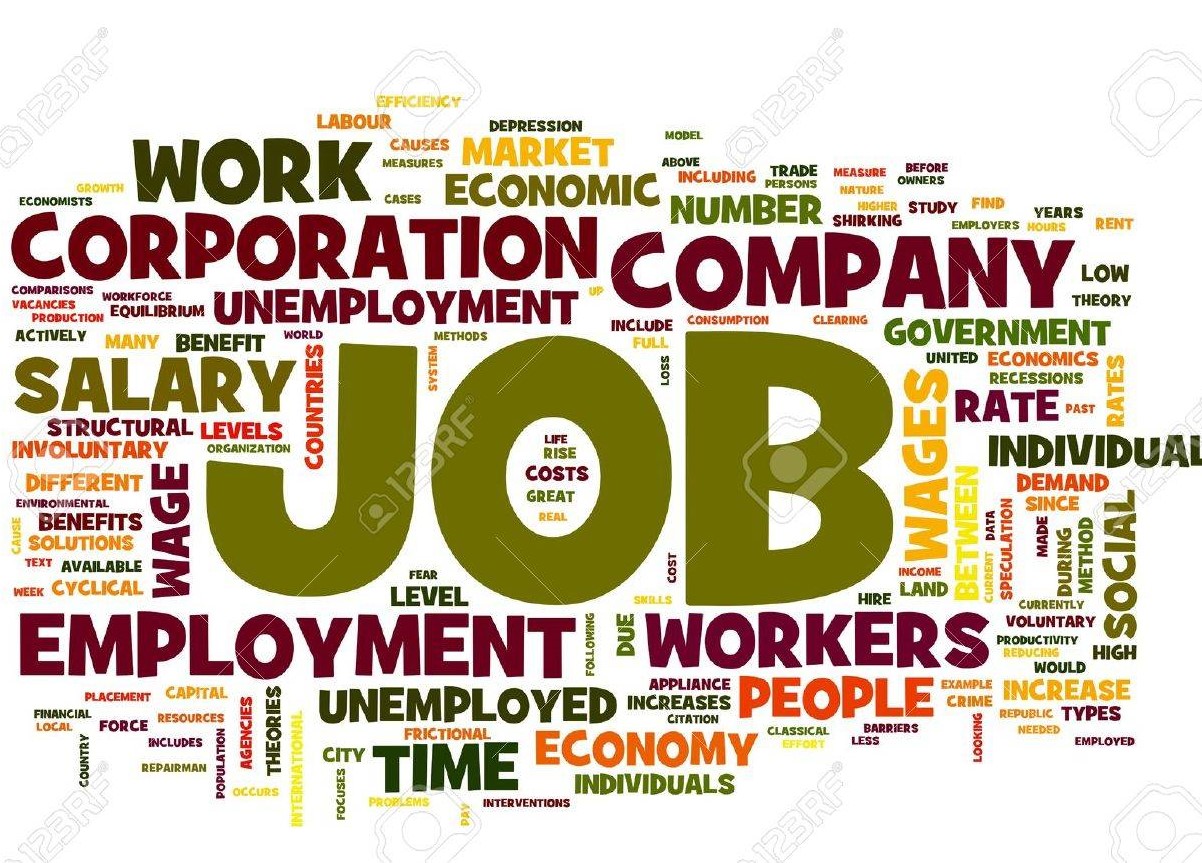 EFFICIENCY
LABOUR
DEPRESSION
MODEL
WORK
CAUSES
MARKET
MEASURES
ABOVE
INCLUDING
TRADE
PERSONS
MEASURE
BEFORE
OWNERS
GROWTH
ECONOMISTS
CASES
ECONOMIC
NUMBER
NATURE
HIGHER
SHIRKING
STUDY
FIND
EMPLOYERS
YEARS
HOURS
RENT
CORPORATION
COMPANY
LOW
THEORY
COMPARISONS
VACANCIES
PRODUCTION
WORKFORCE
EQUILIBRIUM
UNEMPLOYMENT
UP
ACTIVELY
MANY
BENEFIT
WORLD
METHODS
INCLUDE
FULL
CONSUMPTION
CLEARING
GOVERNMENT
UNITED
ECONOMICS
RECESSIONS
RATES
SALARY
COUNTRIES
SYSTEM
JOB
LOSS
WAGES
RATE
PAST
STRUCTURAL
LEVELS
ORGANIZATION
INVOLUNTARY
LIFE
RISE
COSTS
GREAT
REAL
INDIVIDUAL
DIFFERENT
WAGE
DEMAND
SINCE
ENVIRONMENTAL
BENEFITS
CAUSE
SOLUTIONS
TEXT
AVAILABLE
WEEK
CYCLICAL
BETWEEN
DATA
CURRENT
SPECULATION
MADE
DURING
METHOD
SOCIAL
FEAR
LEVEL
COST
SKILLS
HIRE
INCOME
LAND
CURRENTLY
VOLUNTARY
PRODUCTIVITY
REDUCING
HIGH
WOULD
EMPLOYMENT
FOLLOWING
DUE
WORKERS
PLACEMENT
CAPITAL
UNEMPLOYED
APPLIANCE
INCREASES
CITATION
PEOPLE
EXAMPLE
CRIME
INCREASE
FINANCIAL
LOCAL
FORCE
RESOURCES
AGENCIES
THEORIES
INTERNATIONAL
FRICTIONAL
CLASSICAL
EFFORT
BARRIERS
LESS
LOOKING
REPUBLIC
NEEDED
TYPES
EMPLOYED
COUNTRY
INCLUDES
POPULATION
REPAIRMAN
OCCURS
CITY
FOCUSES
TIME
ECONOMY
INDIVIDUALS
PROBLEMS
PAY
INTERVENTIONS
123RF